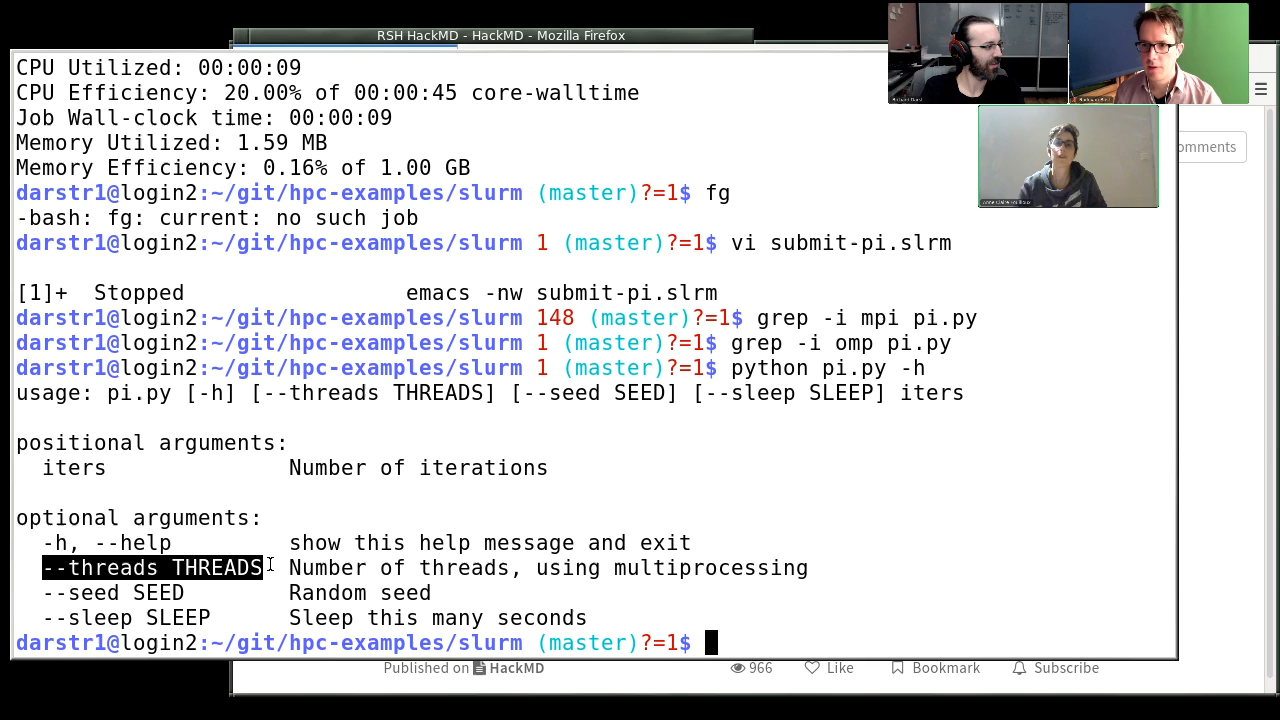 RSH HackMD - HackMD - Mozilla Firefox
CPU Utilized: 00:00:09
CPU Efficiency: 20.00% of 00:00:45 core-walltime
Job Wall-clock time: 00:00:09
Memory Utilized: 1.59 MB
Memory Efficiency: 0.16% of 1.00 GB
omments
darstr1@login2:~/git/hpc-examples/slurm (master)?=1$ fg
-bash: fg: current: no such job
darstr1@login2:~/git/hpc-examples/slurm 1 (master)?=1$ vi submit-pi.slrm
[1]+  Stopped                 emacs -nw submit-pi.slrm
darstr1@login2:~/git/hpc-examples/slurm 148 (master)?=1$ grep -i mpi pi.py
darstr1@login2:~/git/hpc-examples/slurm 1 (master)?=1$ grep -i omp pi.py
darstr1@login2:~/git/hpc-examples/slurm 1 (master)?=1$ python pi.py -h
usage: pi.py [-h] [--threads THREADS] [--seed SEED] [--sleep SLEEP] iters
positional arguments:
  iters              Number of iterations
optional arguments:
  -h, --help         show this help message and exit
  --threads THREADS  Number of threads, using multiprocessing
  --seed SEED        Random seed
  --sleep SLEEP      Sleep this many seconds
darstr1@login2:~/git/hpc-examples/slurm (master)?=1$
Published on HackMD 966 Like Bookmark Subscribe